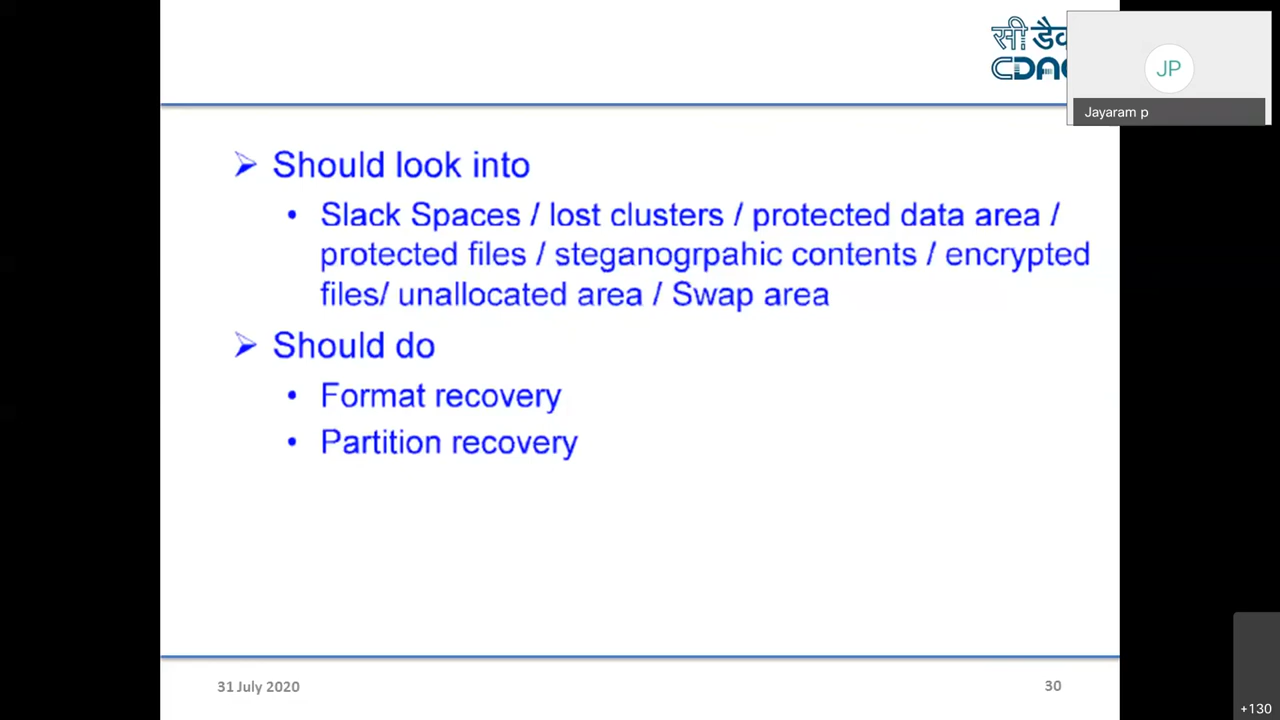 सी डैक
CDAC
JP
Jayaram p
➢ Should look into
• Slack Spaces / lost clusters / protected data area /
protected files / steganogrpahic contents / encrypted
files/ unallocated area / Swap area
➢ Should do
• Format recovery
• Partition recovery
31 July 2020
30
+130